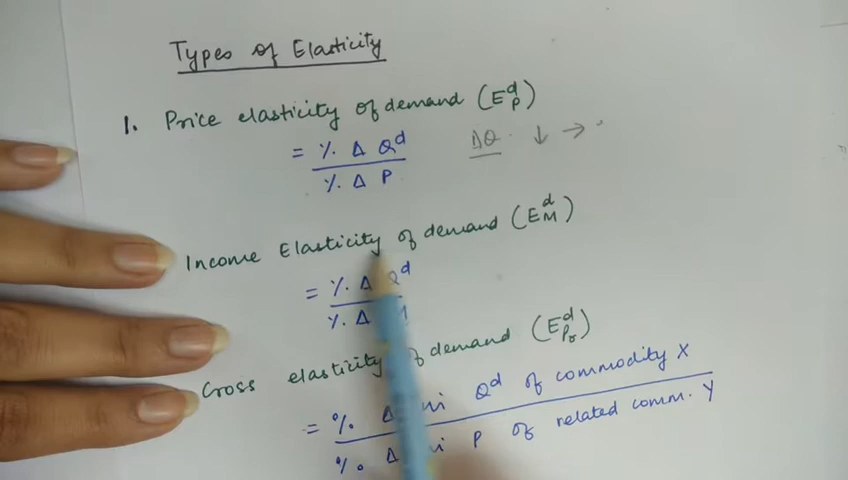 Types of Elasticity
1. Price elasticity of demand (E^d_P)
= % Δ Q^d ΔQ ↓ →
% Δ P
Income Elasticity of demand (E^d_M)
= % Δ Q^d
% Δ
Cross elasticity of demand (E^d_Pr)
= % Δ in Q^d of commodity X
% Δ in P of related comm. Y